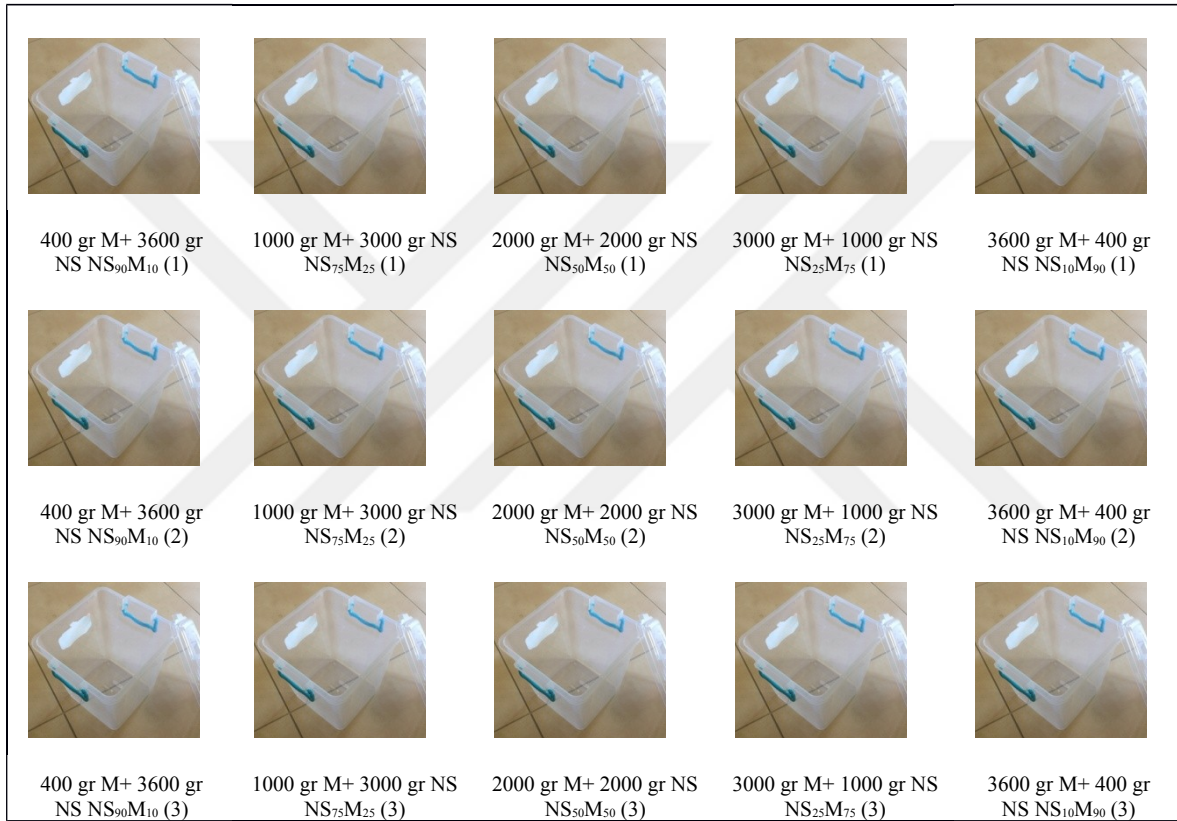 400 gr M+ 3600 gr
NS NS₉₀M₁₀ (1)
1000 gr M+ 3000 gr NS
NS₇₅M₂₅ (1)
2000 gr M+ 2000 gr NS
NS₅₀M₅₀ (1)
3000 gr M+ 1000 gr NS
NS₂₅M₇₅ (1)
3600 gr M+ 400 gr
NS NS₁₀M₉₀ (1)
400 gr M+ 3600 gr
NS NS₉₀M₁₀ (2)
1000 gr M+ 3000 gr NS
NS₇₅M₂₅ (2)
2000 gr M+ 2000 gr NS
NS₅₀M₅₀ (2)
3000 gr M+ 1000 gr NS
NS₂₅M₇₅ (2)
3600 gr M+ 400 gr
NS NS₁₀M₉₀ (2)
400 gr M+ 3600 gr
NS NS₉₀M₁₀ (3)
1000 gr M+ 3000 gr NS
NS₇₅M₂₅ (3)
2000 gr M+ 2000 gr NS
NS₅₀M₅₀ (3)
3000 gr M+ 1000 gr NS
NS₂₅M₇₅ (3)
3600 gr M+ 400 gr
NS NS₁₀M₉₀ (3)